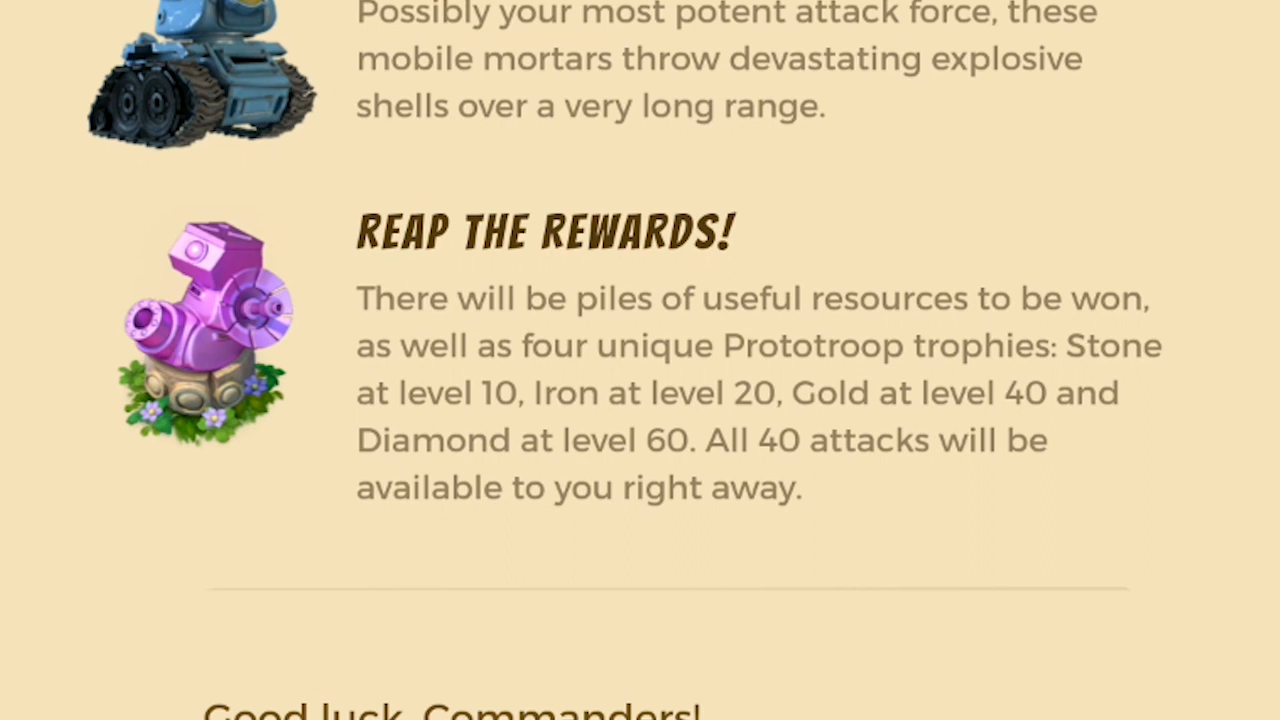 Possibly your most potent attack force, these
mobile mortars throw devastating explosive
shells over a very long range.
REAP THE REWARDS!
There will be piles of useful resources to be won,
as well as four unique Prototroop trophies: Stone
at level 10, Iron at level 20, Gold at level 40 and
Diamond at level 60. All 40 attacks will be
available to you right away.
Good luck, Commanders!